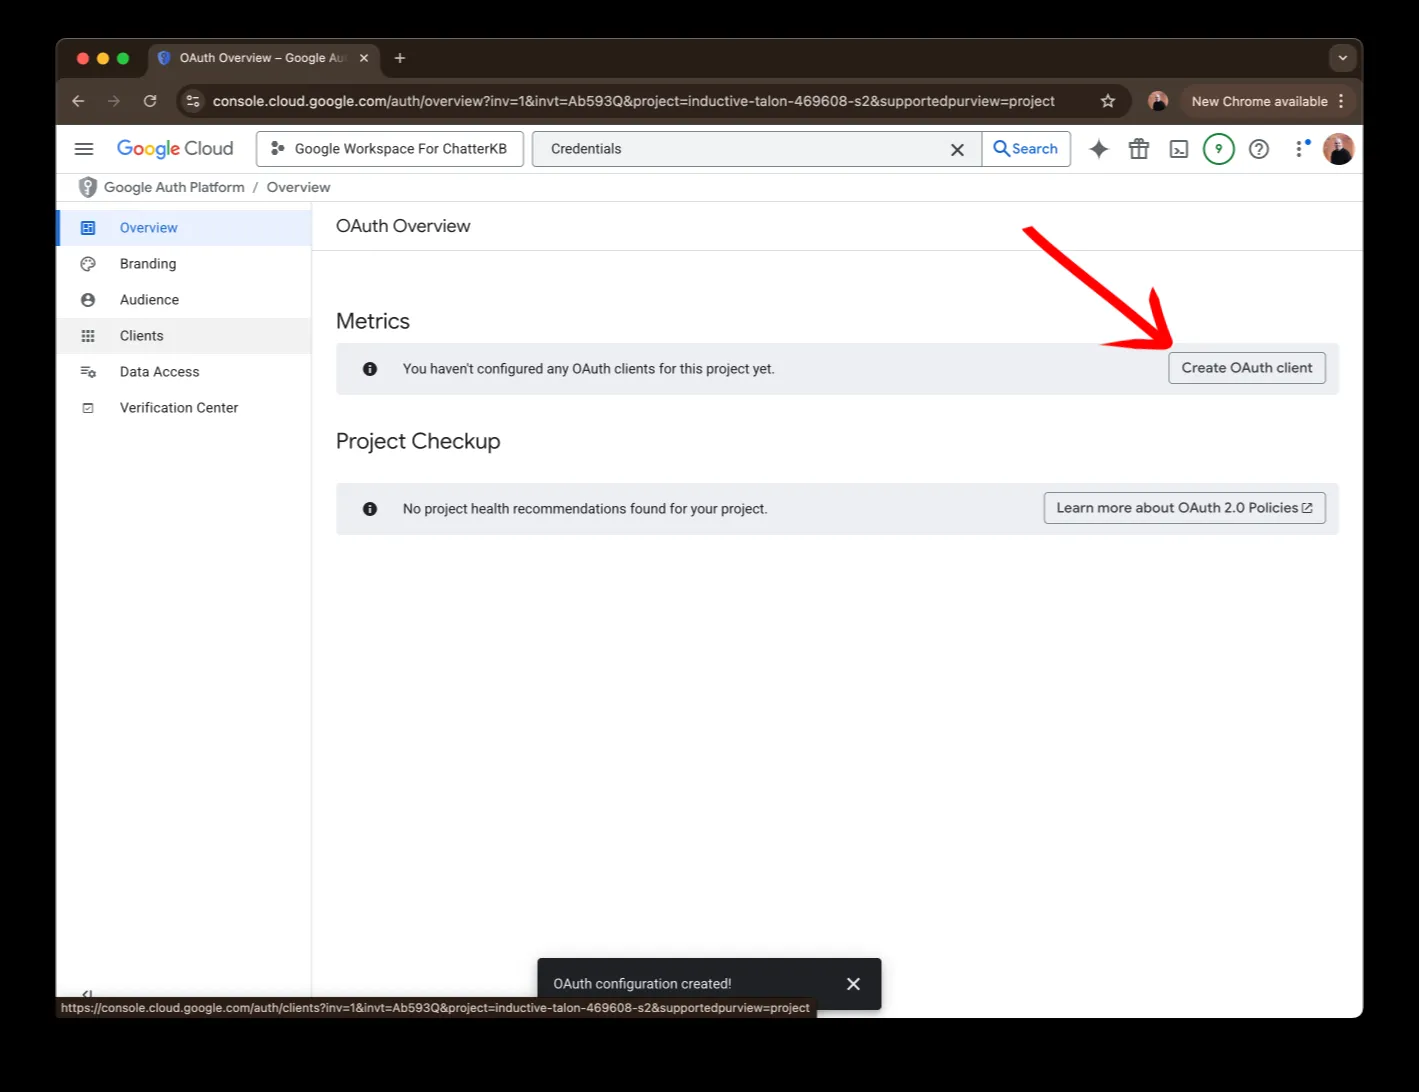 OAuth Overview – Google Au
New Chrome available
console.cloud.google.com/auth/overview?inv=1&invt=Ab593Q&project=inductive-talon-469608-s2&supportedpurview=project
Google Cloud
Google Workspace For ChatterKB
Credentials
Search
9
Google Auth Platform / Overview
Overview
Branding
Audience
Clients
Data Access
Verification Center
OAuth Overview
Metrics
You haven't configured any OAuth clients for this project yet.
Create OAuth client
Project Checkup
No project health recommendations found for your project.
Learn more about OAuth 2.0 Policies
OAuth configuration created!
https://console.cloud.google.com/auth/clients?inv=1&invt=Ab593Q&project=inductive-talon-469608-s2&supportedpurview=project